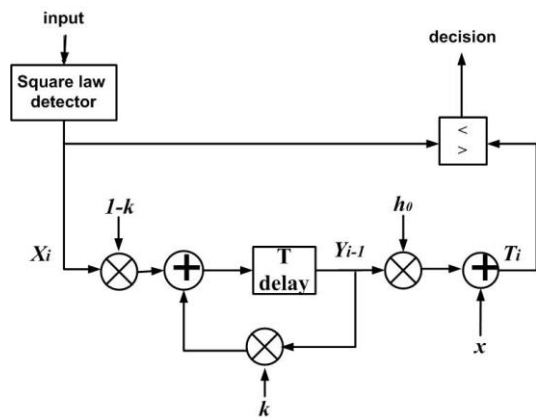 input
Square law
detector
decision
<
>
1-k
h₀
Xᵢ
T
delay
Yᵢ₋₁
Tᵢ
x
k